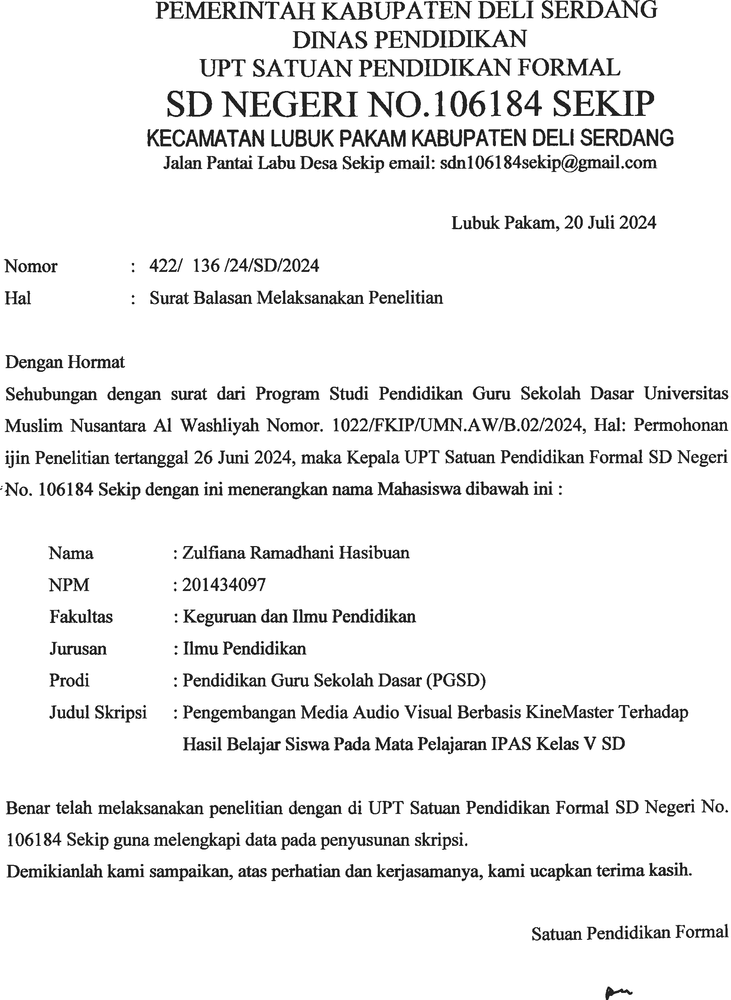 PEMERINTAH KABUPATEN DELI SERDANG
DINAS PENDIDIKAN
UPT SATUAN PENDIDIKAN FORMAL
SD NEGERI NO.106184 SEKIP
KECAMATAN LUBUK PAKAM KABUPATEN DELI SERDANG
Jalan Pantai Labu Desa Sekip email: sdn106184sekip@gmail.com
Lubuk Pakam, 20 Juli 2024
Nomor : 422/ 136 /24/SD/2024
Hal : Surat Balasan Melaksanakan Penelitian
Dengan Hormat
Sehubungan dengan surat dari Program Studi Pendidikan Guru Sekolah Dasar Universitas
Muslim Nusantara Al Washliyah Nomor. 1022/FKIP/UMN.AW/B.02/2024, Hal: Permohonan
ijin Penelitian tertanggal 26 Juni 2024, maka Kepala UPT Satuan Pendidikan Formal SD Negeri
No. 106184 Sekip dengan ini menerangkan nama Mahasiswa dibawah ini :
Nama : Zulfiana Ramadhani Hasibuan
NPM : 201434097
Fakultas : Keguruan dan Ilmu Pendidikan
Jurusan : Ilmu Pendidikan
Prodi : Pendidikan Guru Sekolah Dasar (PGSD)
Judul Skripsi : Pengembangan Media Audio Visual Berbasis KineMaster Terhadap
Hasil Belajar Siswa Pada Mata Pelajaran IPAS Kelas V SD
Benar telah melaksanakan penelitian dengan di UPT Satuan Pendidikan Formal SD Negeri No.
106184 Sekip guna melengkapi data pada penyusunan skripsi.
Demikianlah kami sampaikan, atas perhatian dan kerjasamanya, kami ucapkan terima kasih.
Satuan Pendidikan Formal